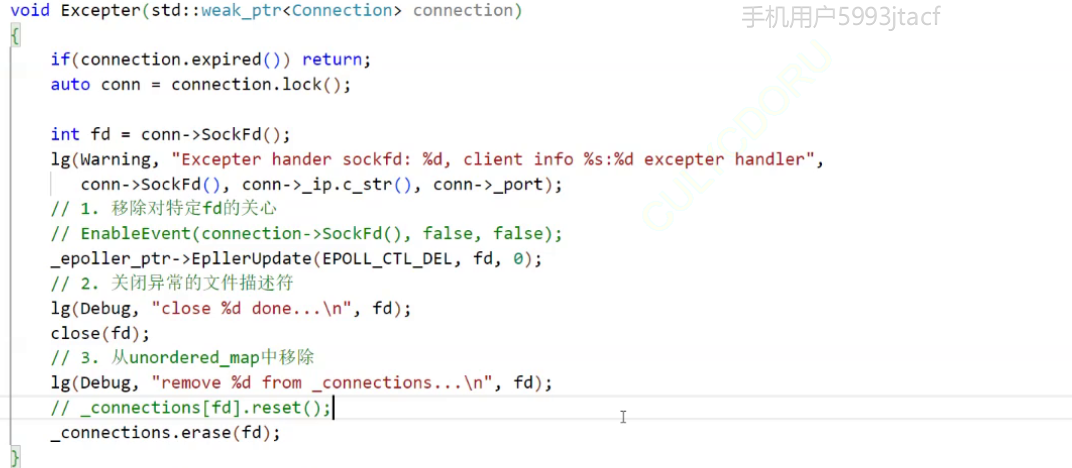 void Excepter(std::weak_ptr<Connection> connection)
手机用户5993jtacf
{
if(connection.expired()) return;
auto conn = connection.lock();
int fd = conn->SockFd();
lg(Warning, "Excepter hander sockfd: %d, client info %s:%d excepter handler",
conn->SockFd(), conn->_ip.c_str(), conn->_port);
// 1. 移除对特定fd的关心
// EnableEvent(connection->SockFd(), false, false);
_epoller_ptr->EpllerUpdate(EPOLL_CTL_DEL, fd, 0);
// 2. 关闭异常的文件描述符
lg(Debug, "close %d done...\n", fd);
close(fd);
// 3. 从unordered_map中移除
lg(Debug, "remove %d from _connections...\n", fd);
// _connections[fd].reset();
_connections.erase(fd);
}